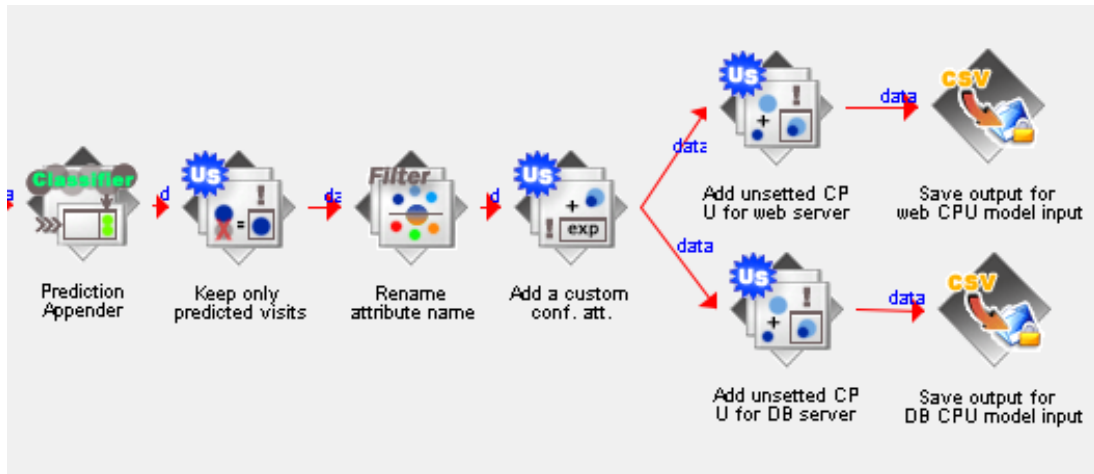 a
Classifier
Prediction
Appender
d
Us
!
=
Keep only
predicted visits
da
Filter
Rename
attribute name
d
Us
+
! exp
Add a custom
conf. att.
data
data
Us
!
+
Add unsetted CP
U for web server
data
CSV
Save output for
web CPU model input
Us
!
+
Add unsetted CP
U for DB server
data
CSV
Save output for
DB CPU model input